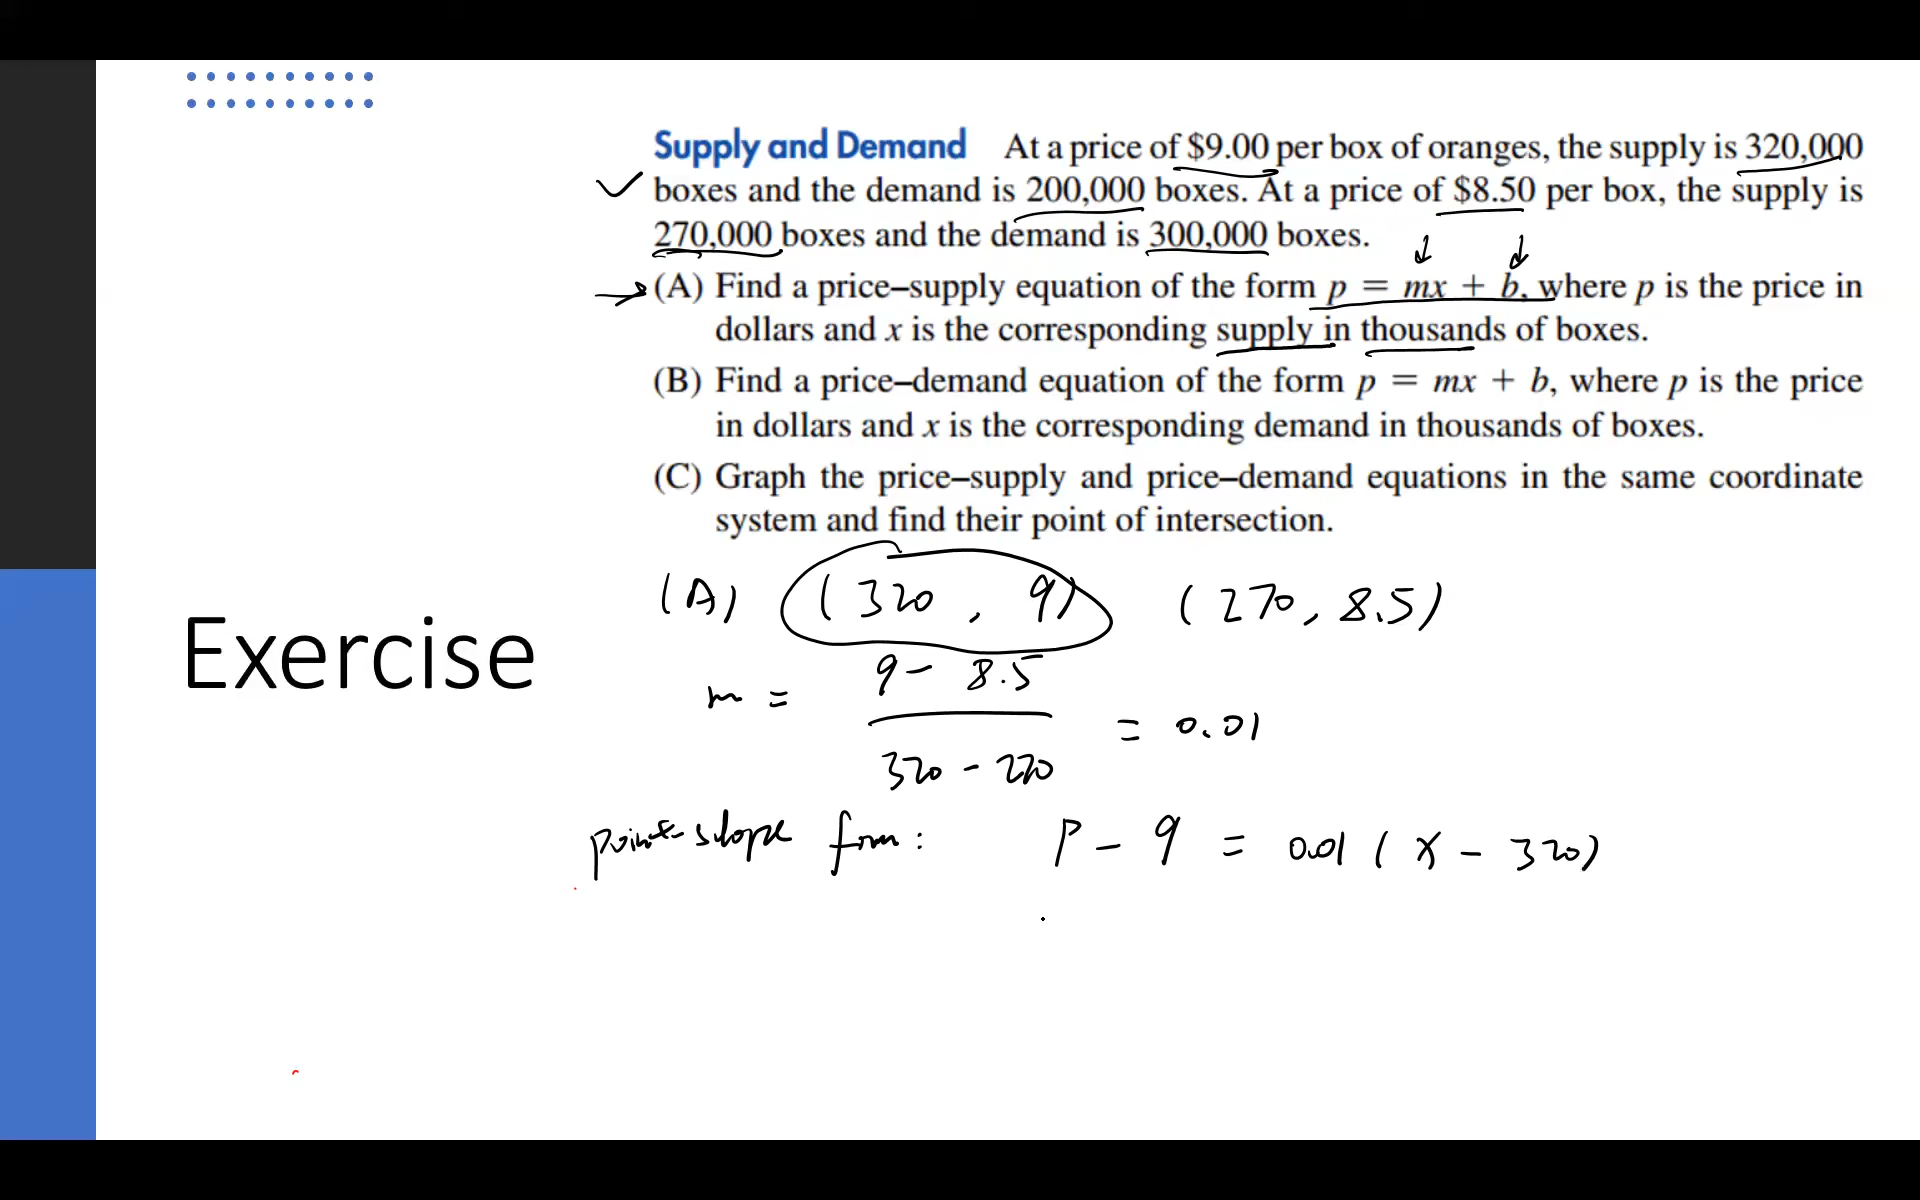 Supply and Demand At a price of $9.00 per box of oranges, the supply is 320,000
boxes and the demand is 200,000 boxes. At a price of $8.50 per box, the supply is
270,000 boxes and the demand is 300,000 boxes.
(A) Find a price–supply equation of the form p = mx + b, where p is the price in
dollars and x is the corresponding supply in thousands of boxes.
(B) Find a price–demand equation of the form p = mx + b, where p is the price
in dollars and x is the corresponding demand in thousands of boxes.
(C) Graph the price–supply and price–demand equations in the same coordinate
system and find their point of intersection.
Exercise
(A) (320, 9) (270, 8.5)
9 - 8.5
m = = 0.01
320 - 270
point-slope form: P - 9 = 0.01 (x - 320)